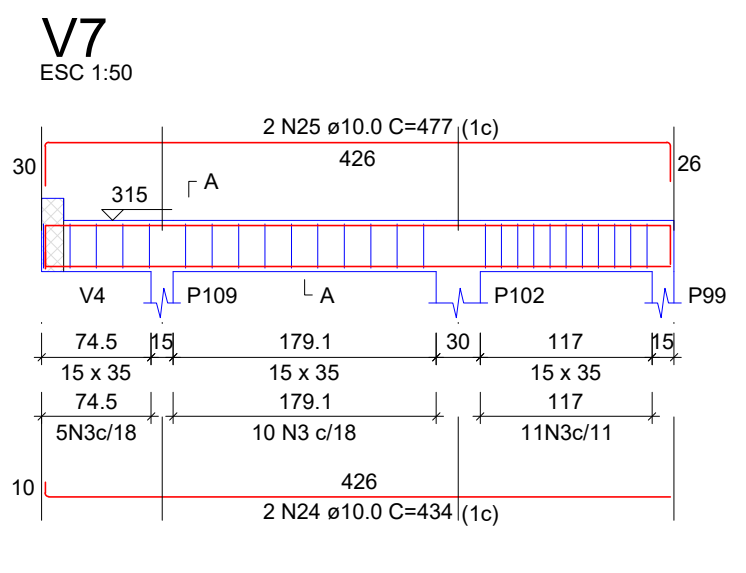 V7
ESC 1:50
2 N25 ø10.0 C=477 (1c)
30 426 26
A
315
V4 P109 A P102 P99
74.5 15 179.1 30 117 15
15 x 35 15 x 35 15 x 35
74.5 179.1 117
5N3c/18 10 N3 c/18 11N3c/11
10 426
2 N24 ø10.0 C=434 (1c)